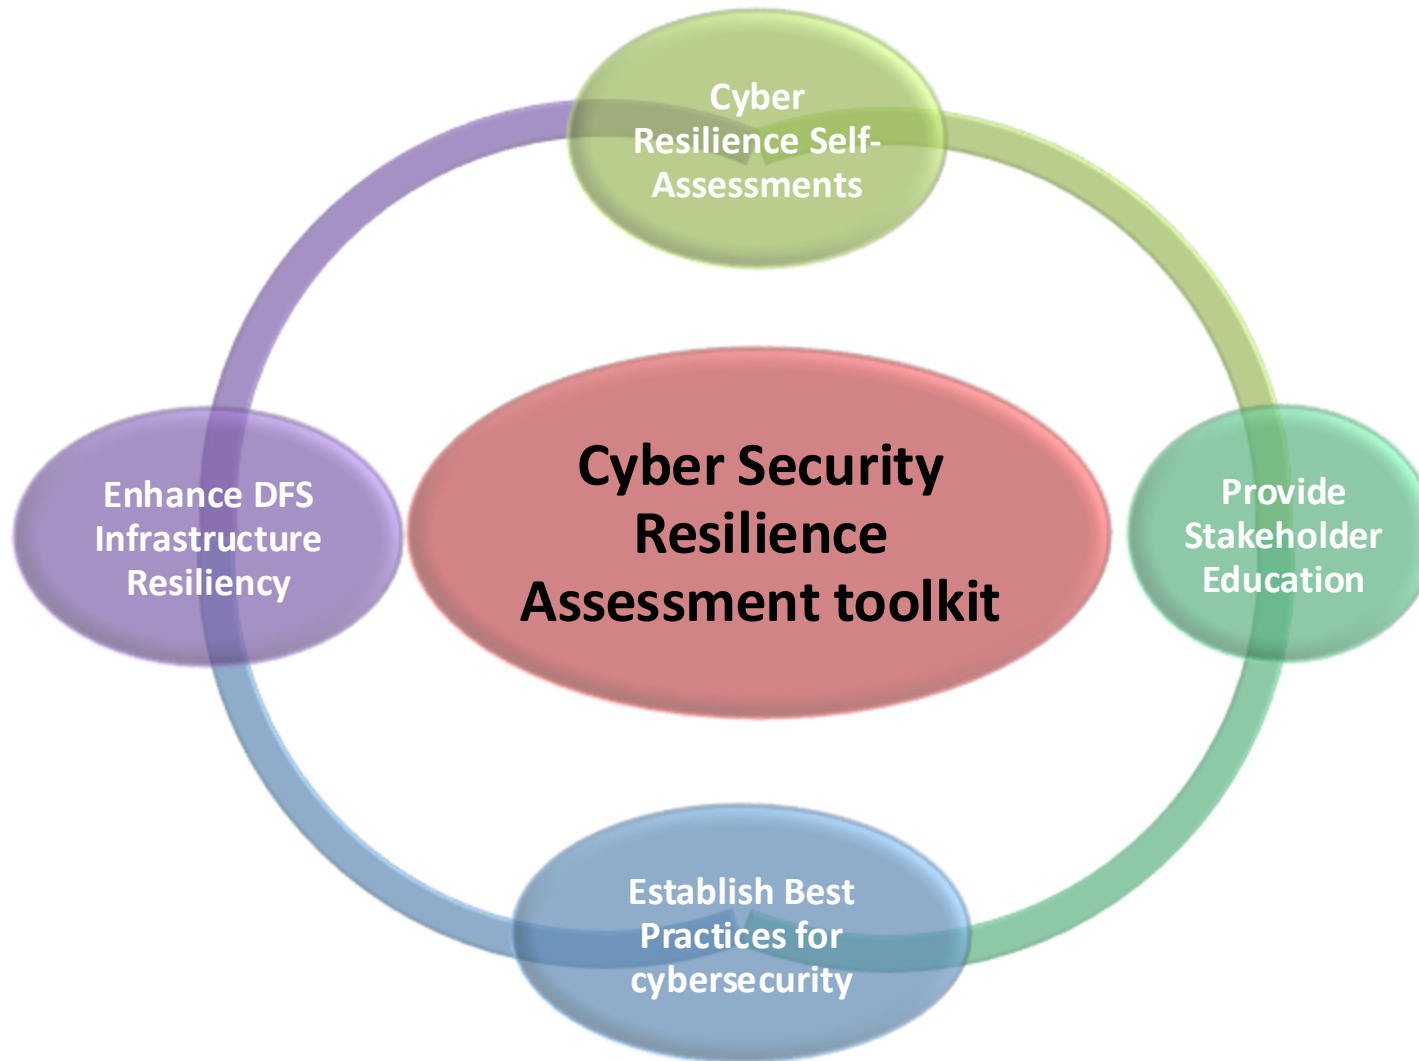 Cyber
Resilience Self-
Assessments
Enhance DFS
Infrastructure
Resiliency
Cyber Security
Resilience
Assessment toolkit
Provide
Stakeholder
Education
Establish Best
Practices for
cybersecurity